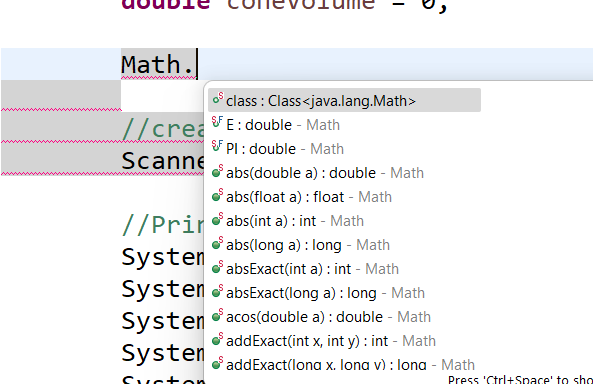 double coneVolume = 0;
Math.
class : Class<java.lang.Math>
E : double - Math
PI : double - Math
abs(double a) : double - Math
abs(float a) : float - Math
abs(int a) : int - Math
abs(long a) : long - Math
absExact(int a) : int - Math
absExact(long a) : long - Math
acos(double a) : double - Math
addExact(int x, int y) : int - Math
addExact(long x, long y) : long - Math
Press 'Ctrl+Space' to sho
//crea
Scanne
//Prin
System
System
System
System
System